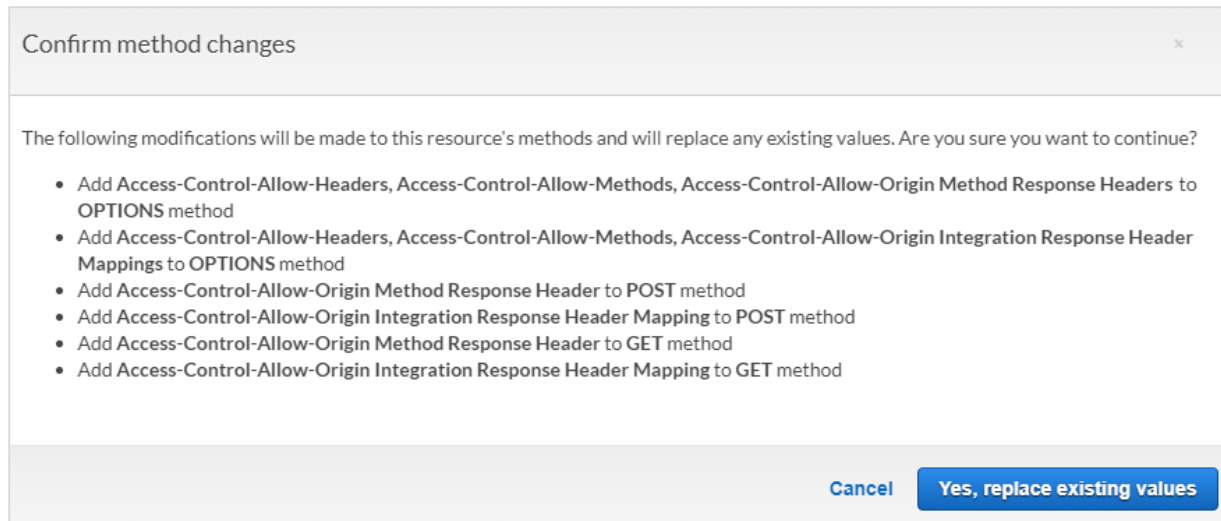 Confirm method changes
×
The following modifications will be made to this resource's methods and will replace any existing values. Are you sure you want to continue?
• Add Access-Control-Allow-Headers, Access-Control-Allow-Methods, Access-Control-Allow-Origin Method Response Headers to
OPTIONS method
• Add Access-Control-Allow-Headers, Access-Control-Allow-Methods, Access-Control-Allow-Origin Integration Response Header
Mappings to OPTIONS method
• Add Access-Control-Allow-Origin Method Response Header to POST method
• Add Access-Control-Allow-Origin Integration Response Header Mapping to POST method
• Add Access-Control-Allow-Origin Method Response Header to GET method
• Add Access-Control-Allow-Origin Integration Response Header Mapping to GET method
Cancel Yes, replace existing values